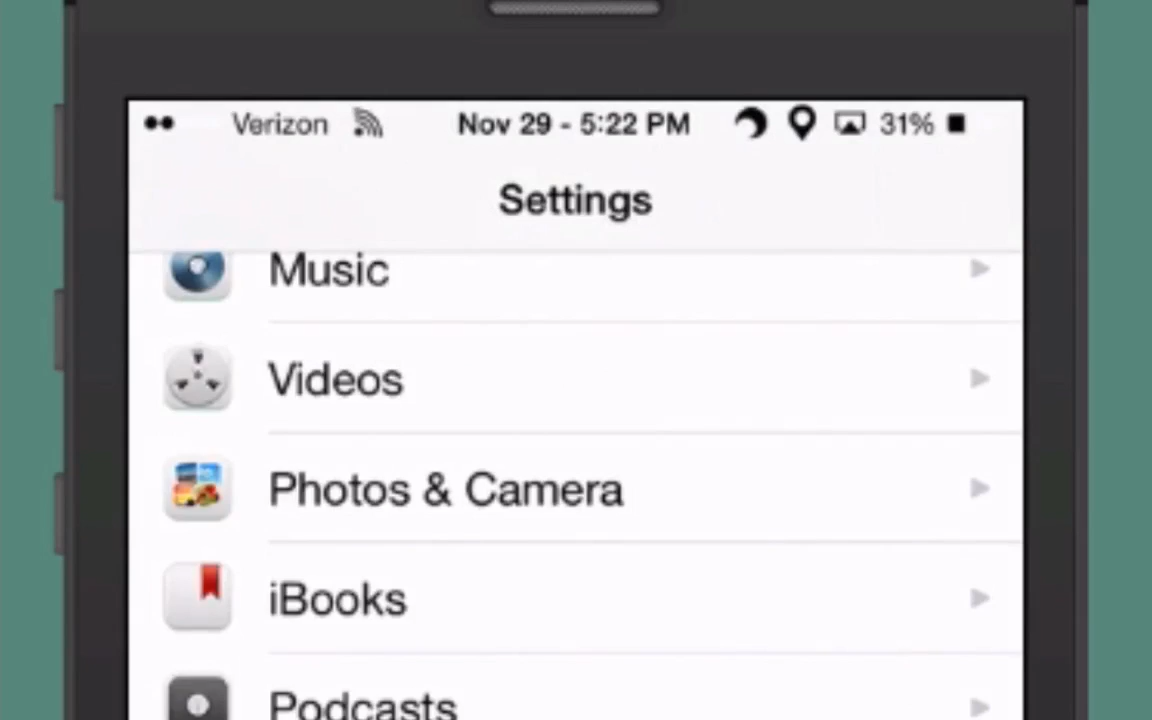 Verizon Nov 29 - 5:22 PM 31%
Settings
Music
Videos
Photos & Camera
iBooks
Podcasts